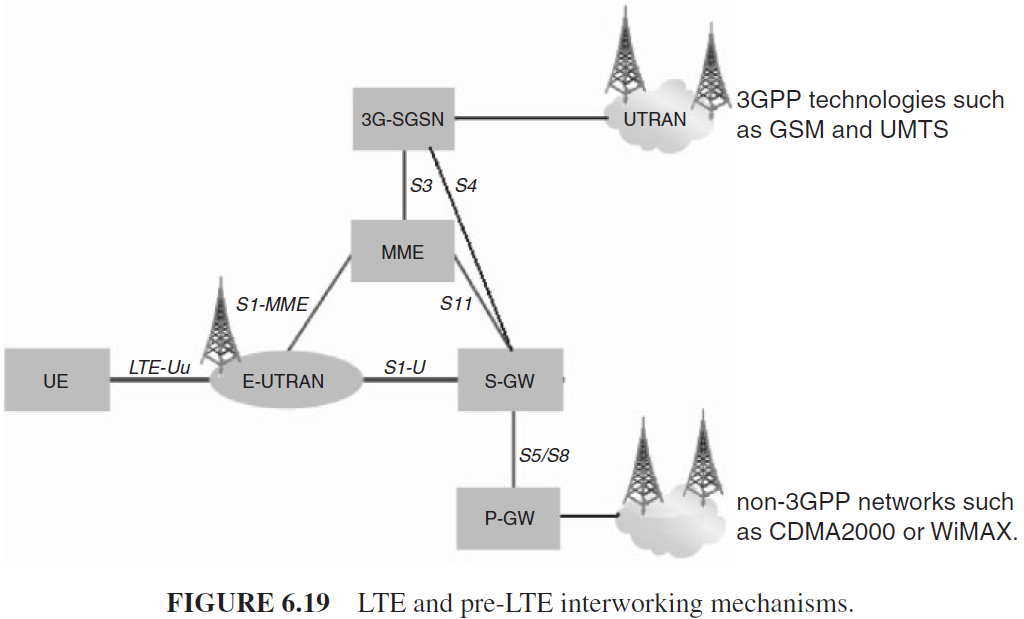 3G-SGSN
UTRAN
3GPP technologies such
as GSM and UMTS
S3
S4
MME
S1-MME
S11
UE
LTE-Uu
E-UTRAN
S1-U
S-GW
S5/S8
P-GW
non-3GPP networks such
as CDMA2000 or WiMAX.
FIGURE 6.19 LTE and pre-LTE interworking mechanisms.